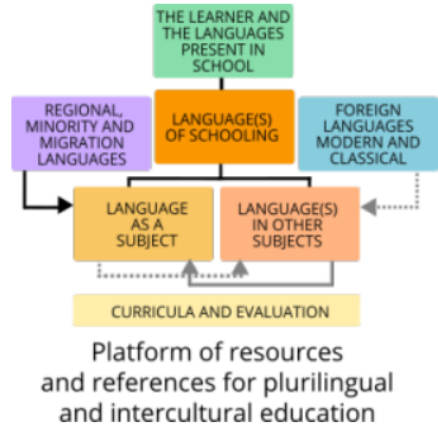 THE LEARNER AND
THE LANGUAGES
PRESENT IN
SCHOOL
REGIONAL,
MINORITY AND
MIGRATION
LANGUAGES
LANGUAGE(S)
OF SCHOOLING
FOREIGN
LANGUAGES
MODERN AND
CLASSICAL
LANGUAGE
AS A
SUBJECT
LANGUAGE(S)
IN OTHER
SUBJECTS
CURRICULA AND EVALUATION
Platform of resources
and references for plurilingual
and intercultural education